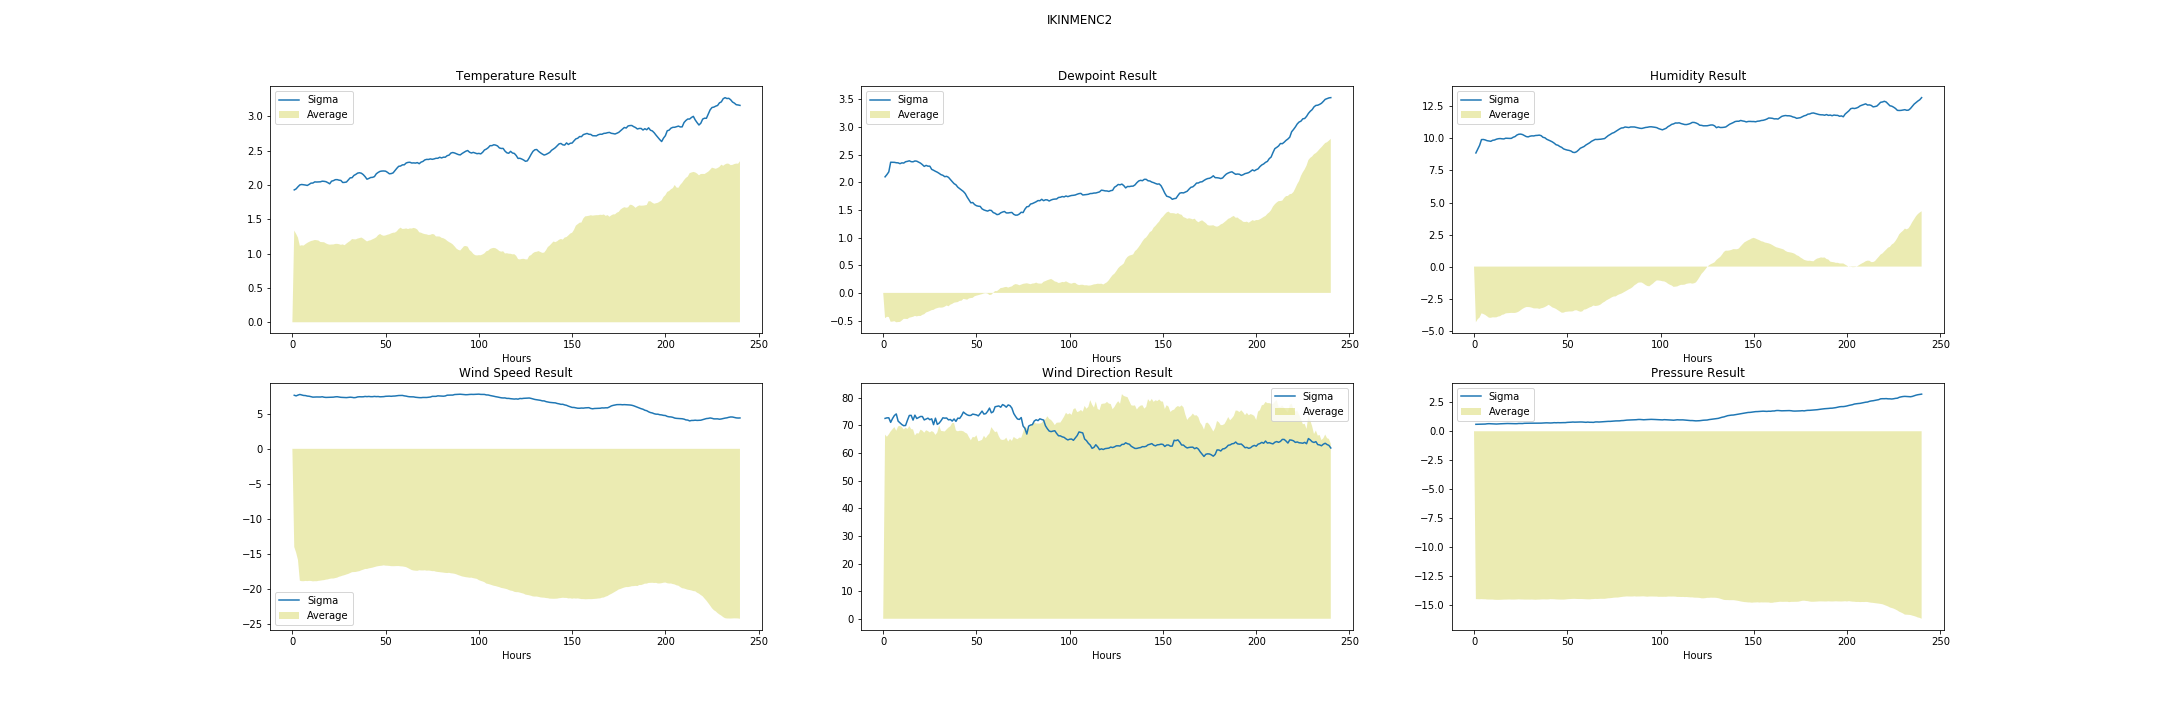 IKINMENC2
Temperature Result
Sigma
Average
3.0
2.5
2.0
1.5
1.0
0.5
0.0
0 50 100 150 200 250
Hours
Dewpoint Result
Sigma
Average
3.5
3.0
2.5
2.0
1.5
1.0
0.5
0.0
−0.5
0 50 100 150 200 250
Hours
Humidity Result
Sigma
Average
12.5
10.0
7.5
5.0
2.5
0.0
−2.5
−5.0
0 50 100 150 200 250
Hours
Wind Speed Result
5
0
−5
−10
−15
−20
−25
Sigma
Average
0 50 100 150 200 250
Hours
Wind Direction Result
Sigma
Average
80
70
60
50
40
30
20
10
0
0 50 100 150 200 250
Hours
Pressure Result
Sigma
Average
2.5
0.0
−2.5
−5.0
−7.5
−10.0
−12.5
−15.0
0 50 100 150 200 250
Hours